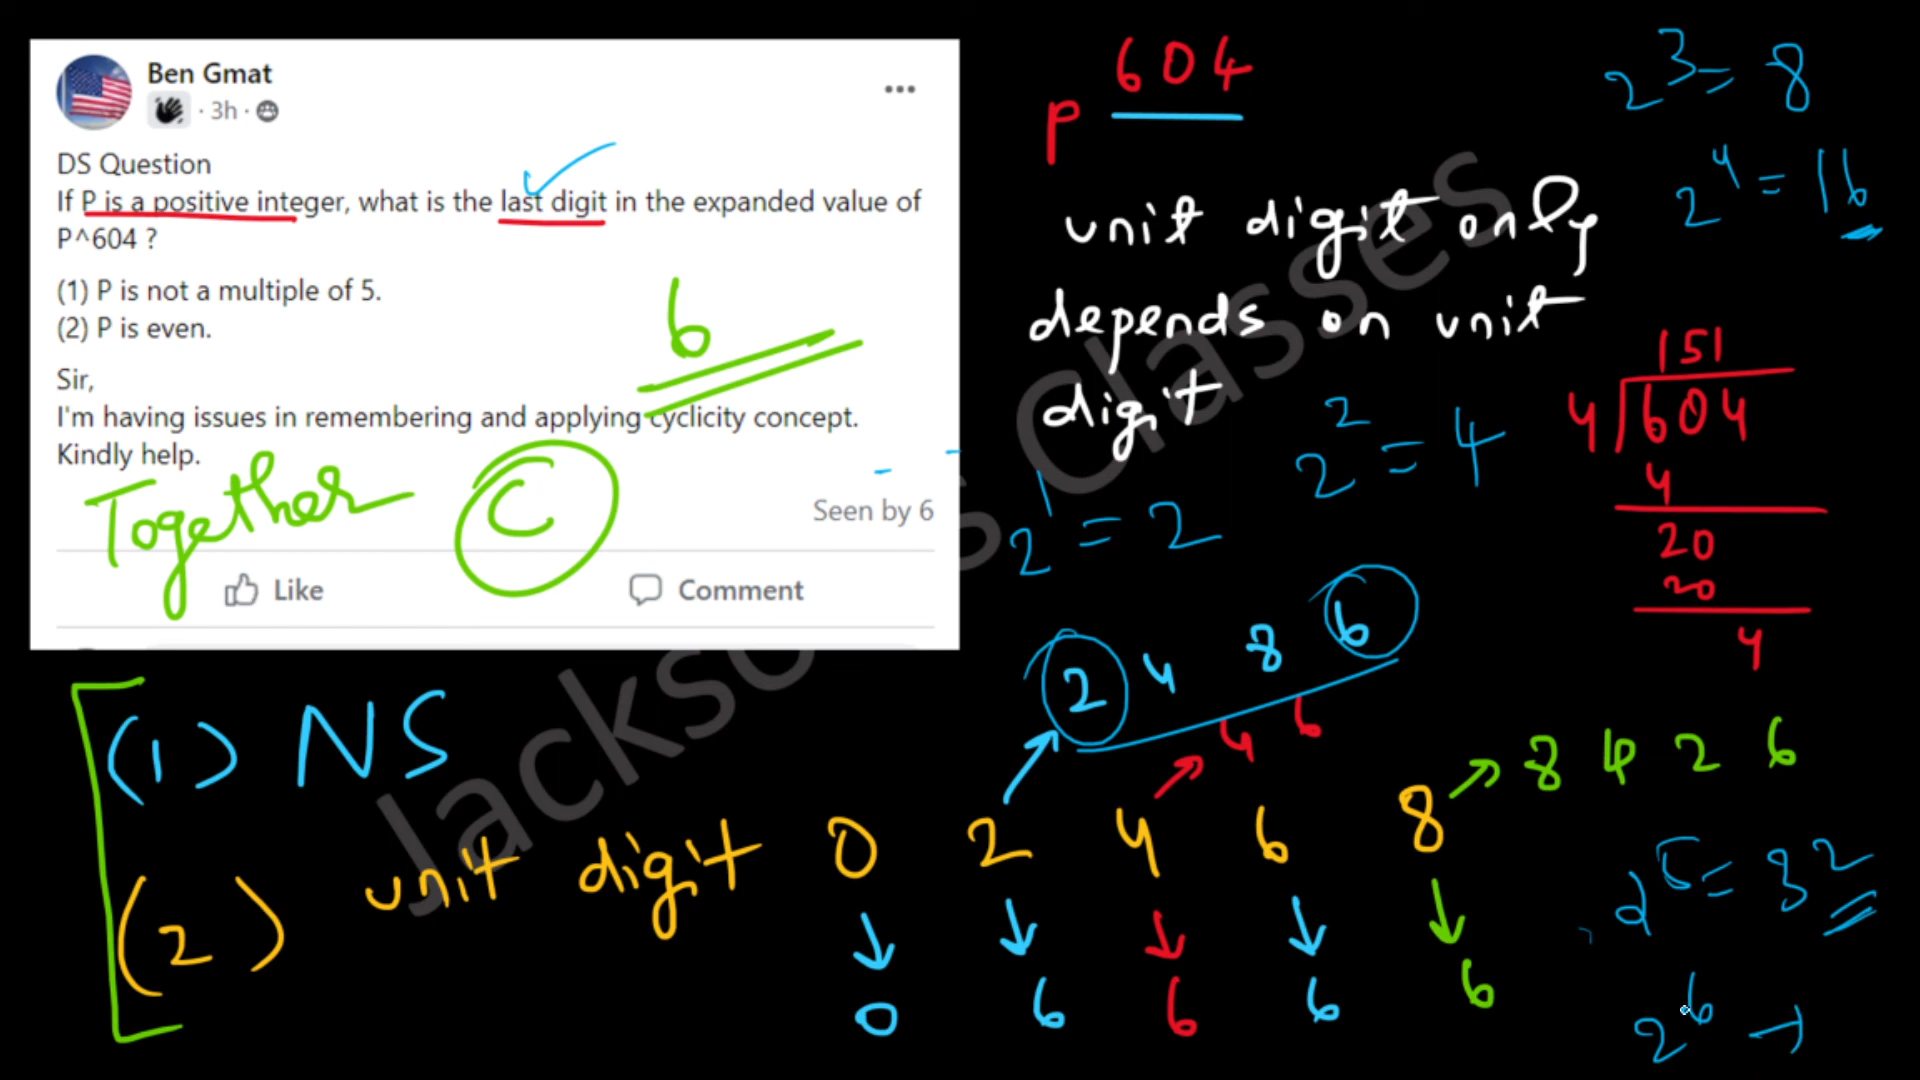 Ben Gmat
· 3h ·
DS Question
If P is a positive integer, what is the last digit in the expanded value of
P^604 ?
(1) P is not a multiple of 5.
(2) P is even.
6
Sir,
I'm having issues in remembering and applying cyclicity concept.
Kindly help.
Together C
Seen by 6
Like Comment
P^604
unit digit only
depends on unit
digit
2^3 = 8
2^4 = 16
2^2 = 4
2^1 = 2
151
4)604
4
20
20
4
2 4 8 6
4 6
8 4 2 6
(1) NS
(2) unit digit 0 2 4 6 8
0 6 6 6 6
2^5 = 32
2^6 →
Jackson's Classes